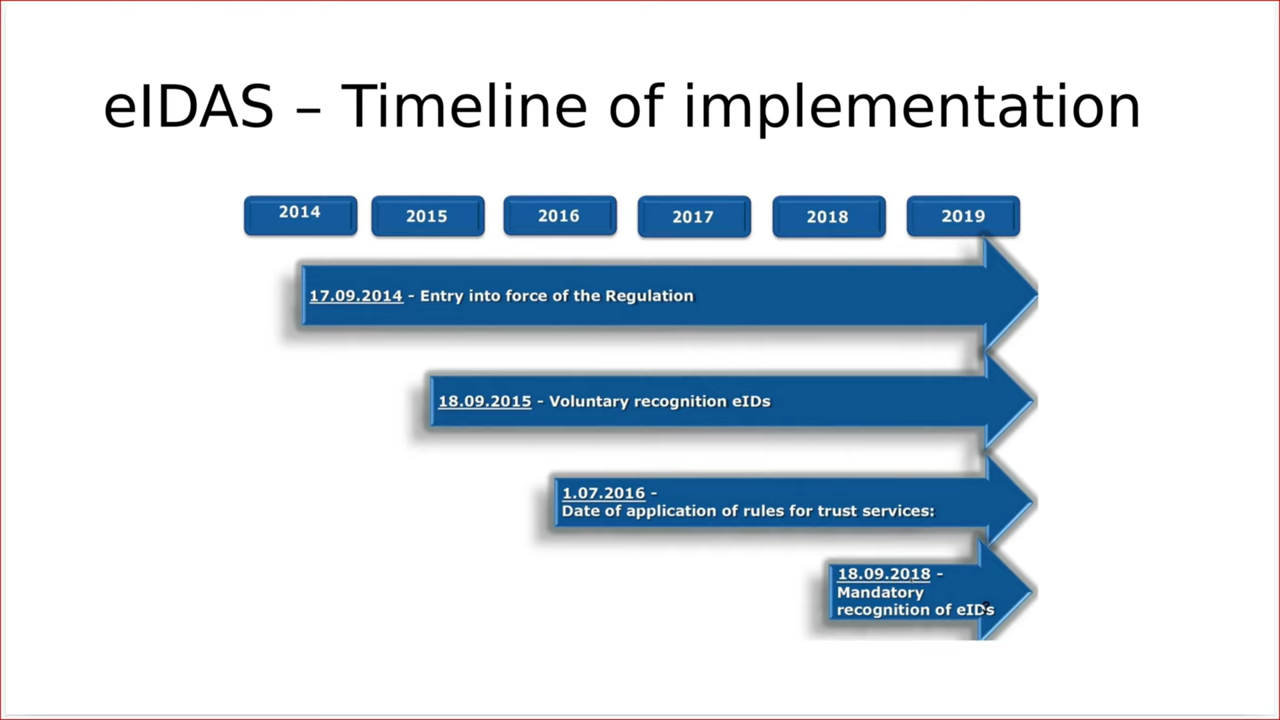 eIDAS – Timeline of implementation
2014 2015 2016 2017 2018 2019
17.09.2014 - Entry into force of the Regulation
18.09.2015 - Voluntary recognition eIDs
1.07.2016 -
Date of application of rules for trust services:
18.09.2018 -
Mandatory
recognition of eIDs